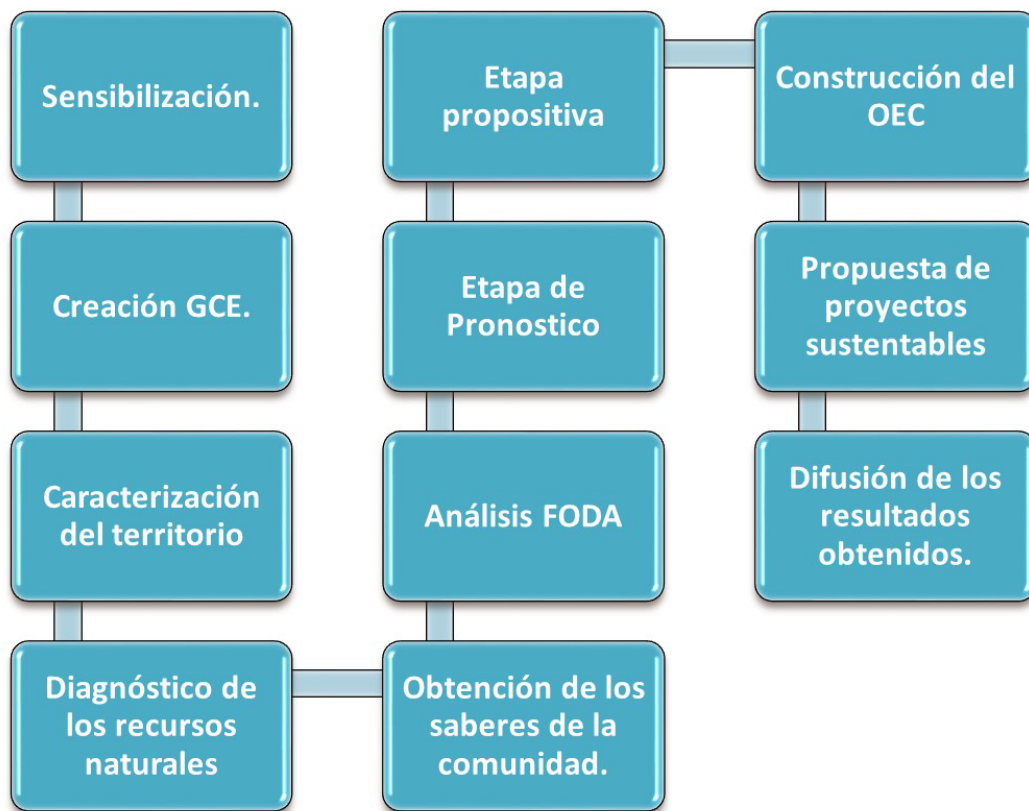 Sensibilización.
Creación GCE.
Caracterización
del territorio
Diagnóstico de
los recursos
naturales
Obtención de los
saberes de la
comunidad.
Análisis FODA
Etapa de
Pronostico
Etapa
propositiva
Construcción del
OEC
Propuesta de
proyectos
sustentables
Difusión de los
resultados
obtenidos.